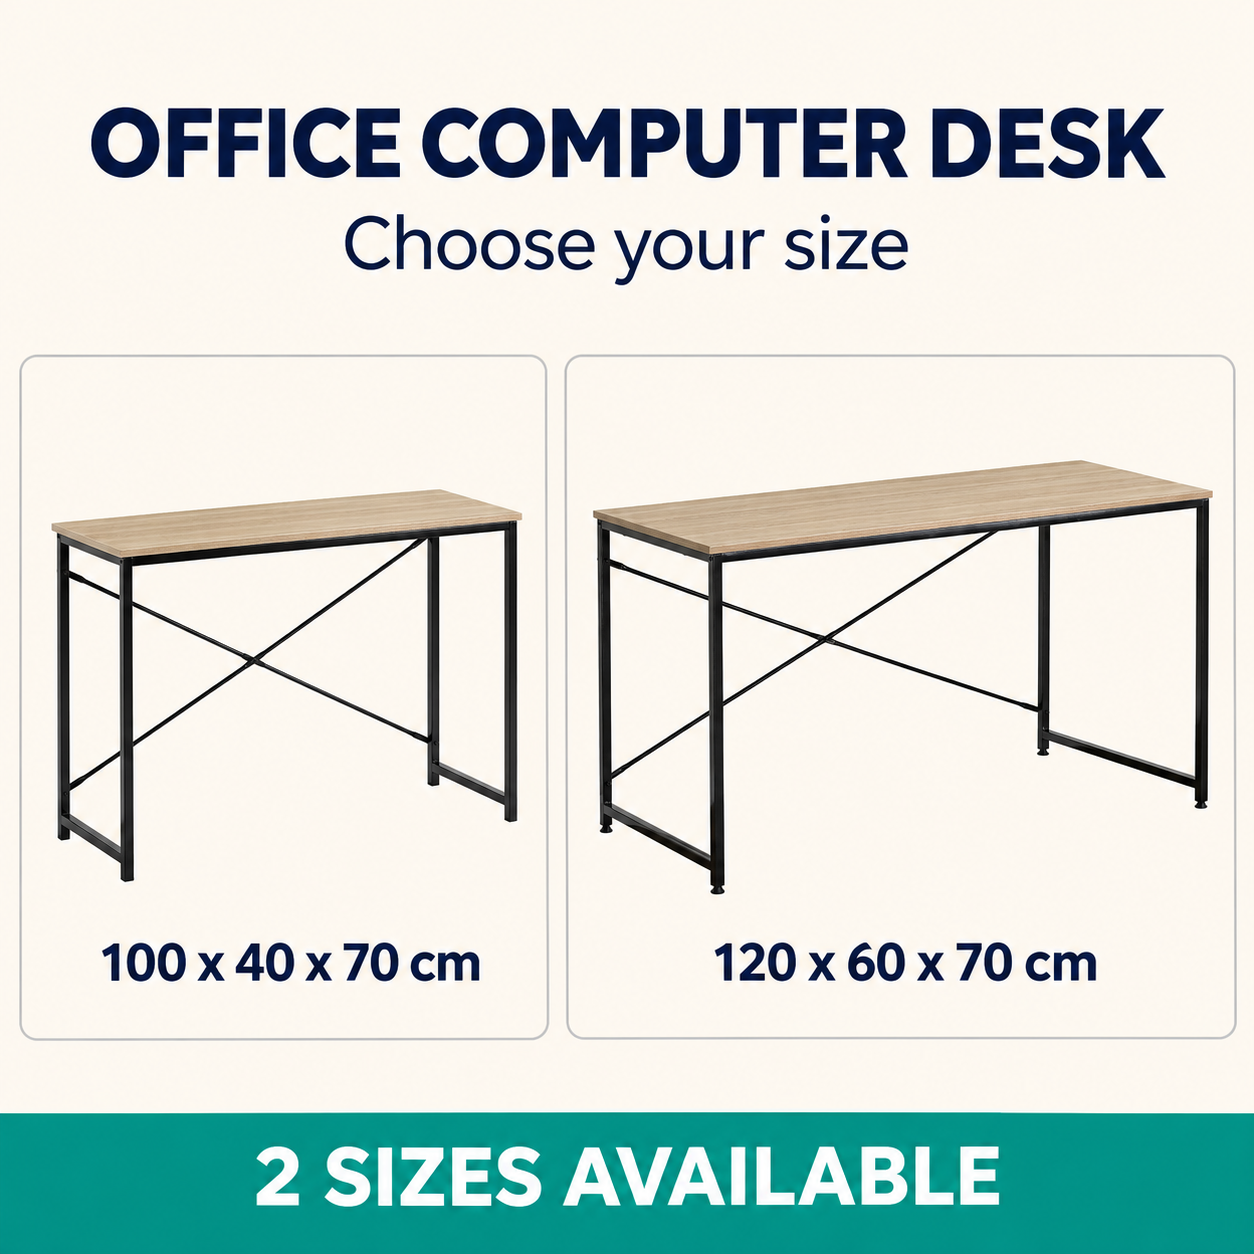 OFFICE COMPUTER DESK
Choose your size
100 x 40 x 70 cm
120 x 60 x 70 cm
2 SIZES AVAILABLE